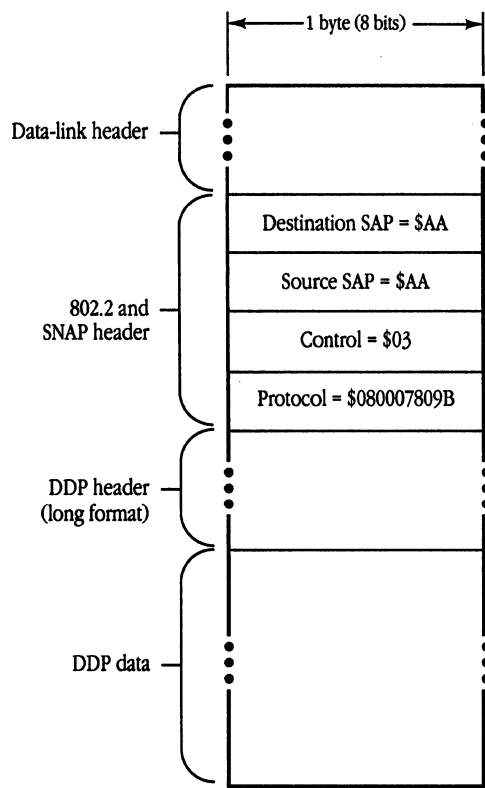 1 byte (8 bits)
Data-link header
Destination SAP = $AA
Source SAP = $AA
802.2 and
SNAP header
Control = $03
Protocol = $080007809B
DDP header
(long format)
DDP data